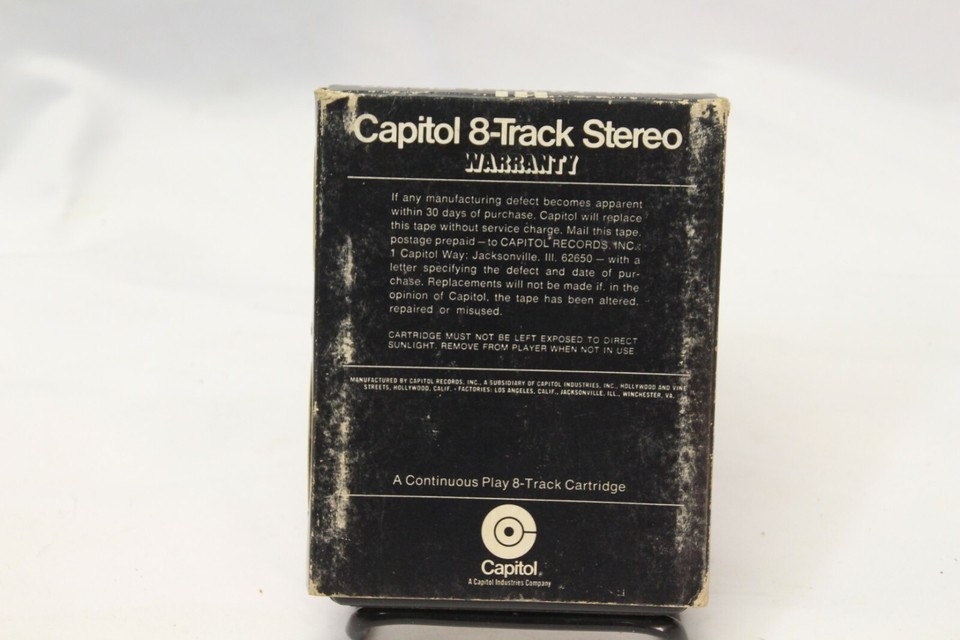 Capitol 8-Track Stereo
WARRANTY
If any manufacturing defect becomes apparent
within 30 days of purchase, Capitol will replace
this tape without service charge. Mail this tape,
postage prepaid — to CAPITOL RECORDS, INC.;
1 Capitol Way; Jacksonville, Ill. 62650 — with a
letter specifying the defect and date of pur-
chase. Replacements will not be made if, in the
opinion of Capitol, the tape has been altered,
repaired or misused.
CARTRIDGE MUST NOT BE LEFT EXPOSED TO DIRECT
SUNLIGHT. REMOVE FROM PLAYER WHEN NOT IN USE
MANUFACTURED BY CAPITOL RECORDS, INC., A SUBSIDIARY OF CAPITOL INDUSTRIES, INC., HOLLYWOOD AND VINE
STREETS, HOLLYWOOD, CALIF. - FACTORIES: LOS ANGELES, CALIF., JACKSONVILLE, ILL., WINCHESTER, VA.
A Continuous Play 8-Track Cartridge
Capitol
A Capitol Industries Company